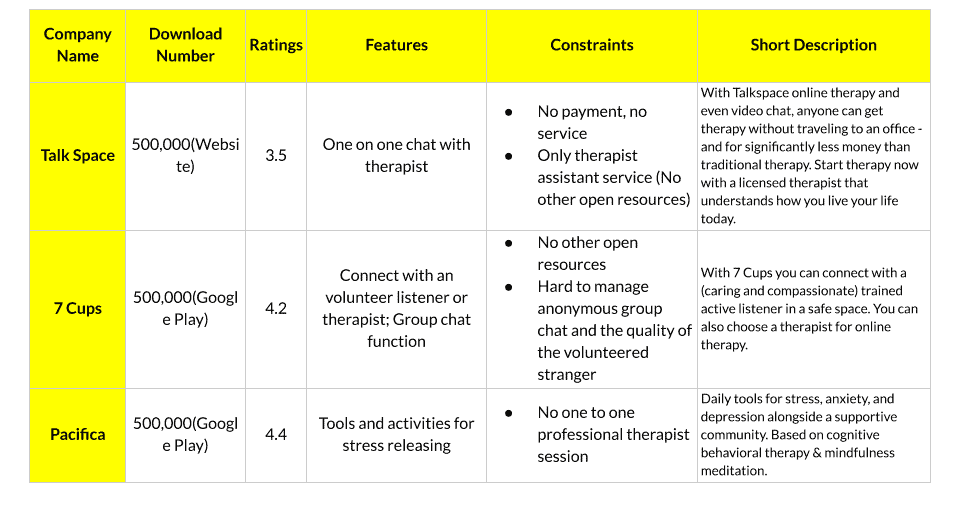 Company
Name
Download
Number
Ratings
Features
Constraints
Short Description
Talk Space
500,000(Websi
te)
3.5
One on one chat with
therapist
● No payment, no
service
● Only therapist
assistant service (No
other open resources)
With Talkspace online therapy and
even video chat, anyone can get
therapy without traveling to an office -
and for significantly less money than
traditional therapy. Start therapy now
with a licensed therapist that
understands how you live your life
today.
7 Cups
500,000(Googl
e Play)
4.2
Connect with an
volunteer listener or
therapist; Group chat
function
● No other open
resources
● Hard to manage
anonymous group
chat and the quality of
the volunteered
stranger
With 7 Cups you can connect with a
(caring and compassionate) trained
active listener in a safe space. You can
also choose a therapist for online
therapy.
Pacifica
500,000(Googl
e Play)
4.4
Tools and activities for
stress releasing
● No one to one
professional therapist
session
Daily tools for stress, anxiety, and
depression alongside a supportive
community. Based on cognitive
behavioral therapy & mindfulness
meditation.